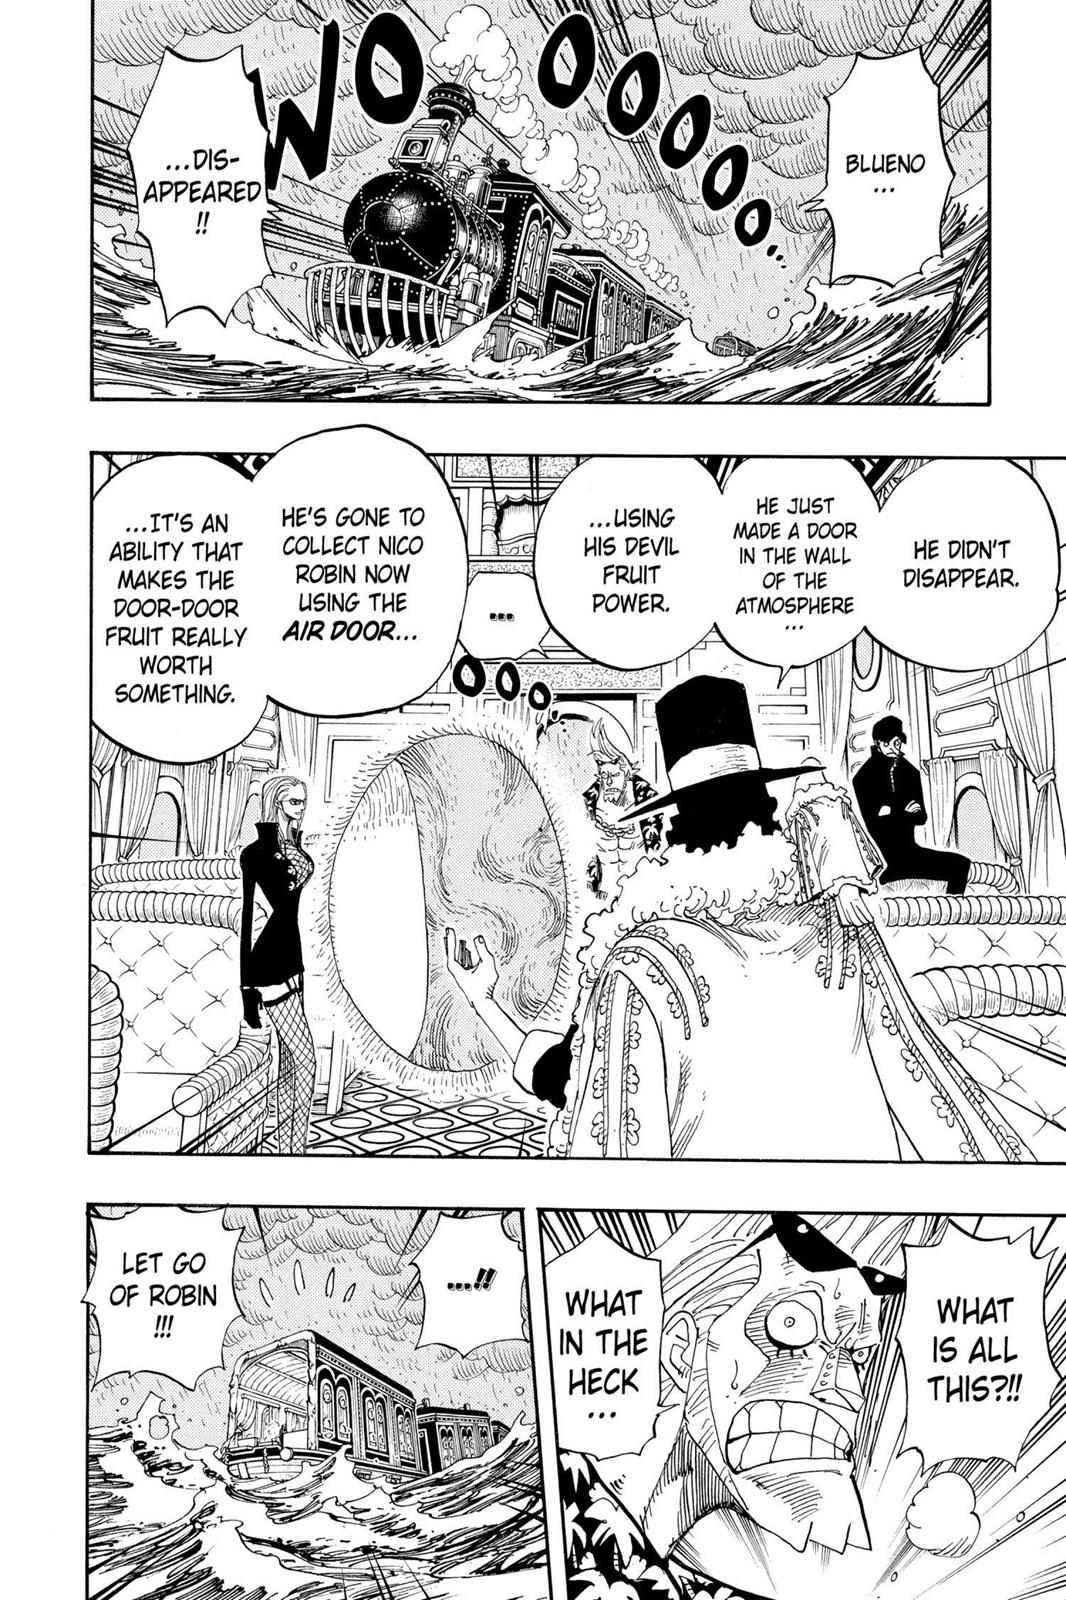 BLUENO
...
WO OOOOOO...
...DIS-
APPEARED
!!
HE DIDN'T
DISAPPEAR.
HE JUST
MADE A DOOR
IN THE WALL
OF THE
ATMOSPHERE
...
...USING
HIS DEVIL
FRUIT
POWER.
...
OOO
HE'S GONE TO
COLLECT NICO
ROBIN NOW
USING THE
AIR DOOR...
...IT'S AN
ABILITY THAT
MAKES THE
DOOR-DOOR
FRUIT REALLY
WORTH
SOMETHING.
WHAT
IS ALL
THIS?!!
WHAT
IN THE
HECK
...
...!!
LET GO
OF ROBIN
!!!